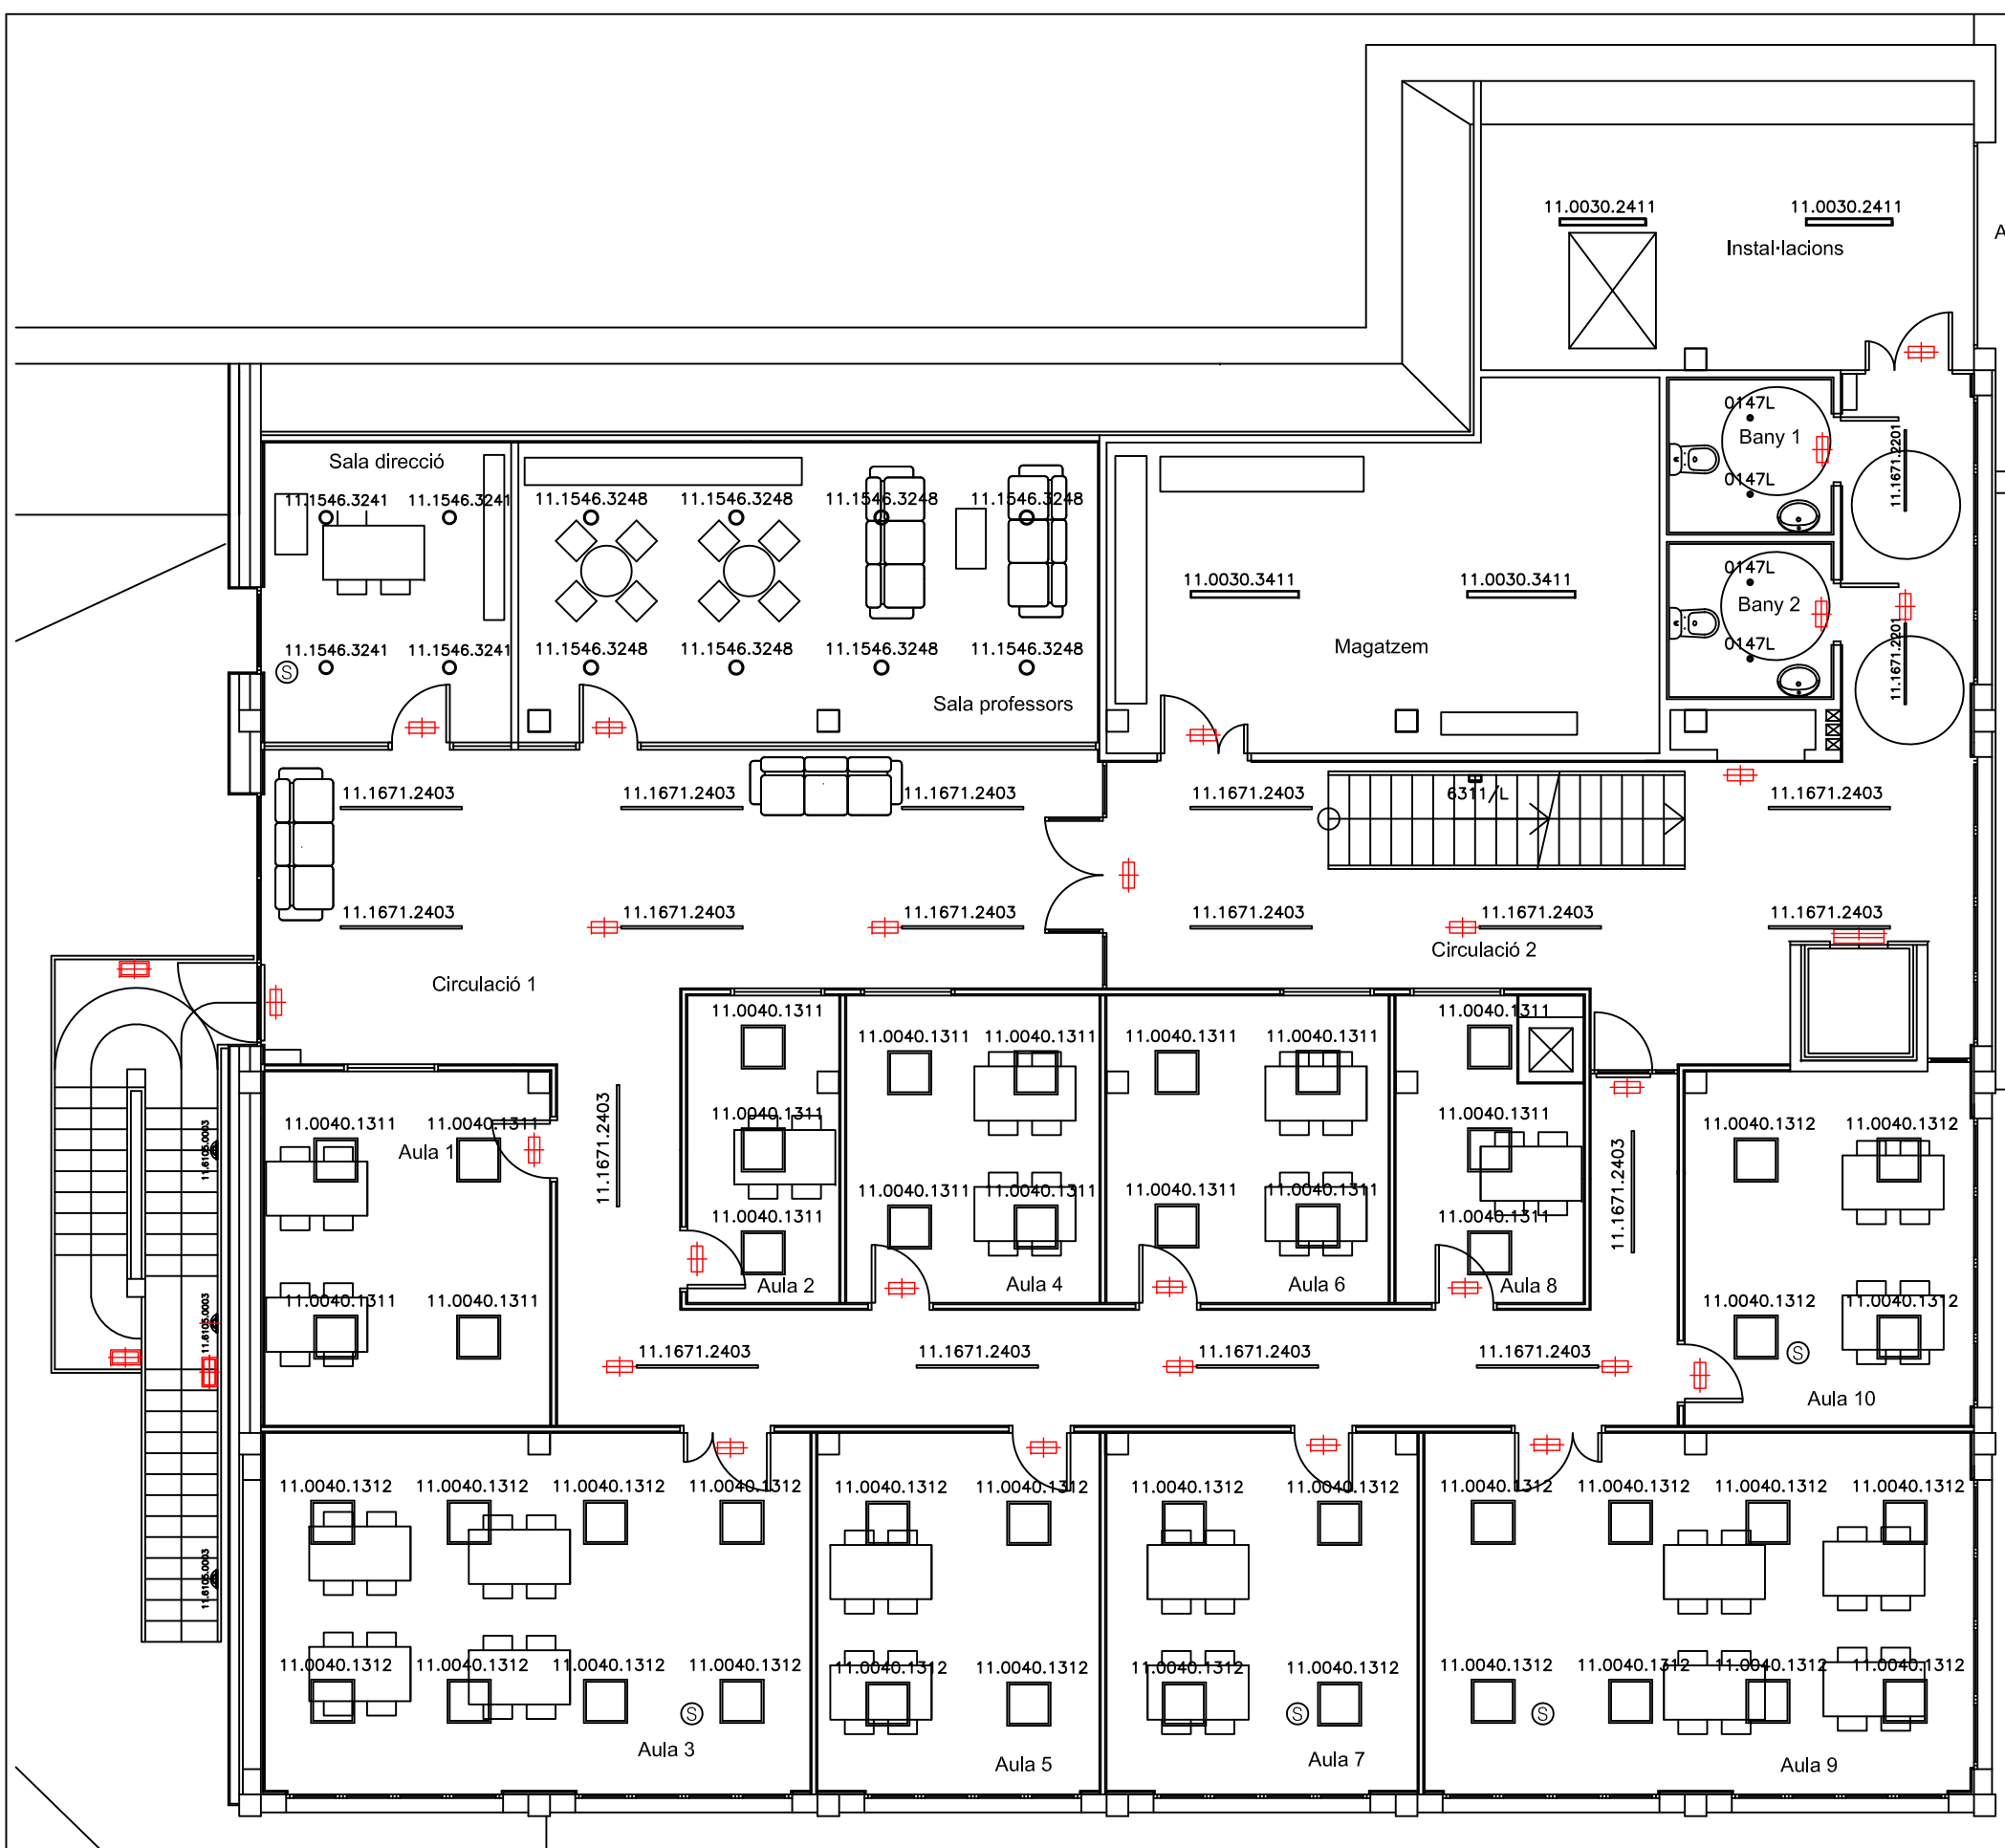 11.0030.2411 11.0030.2411
Instal·lacions
A
0147L
Bany 1
0147L
11.1671.2201
Sala direcció
11.1546.3241 11.1546.3241 11.1546.3248 11.1546.3248 11.1546.3248 11.1546.3248
11.0030.3411 11.0030.3411
0147L
Bany 2
0147L
11.1671.2201
11.1546.3241 11.1546.3241 11.1546.3248 11.1546.3248 11.1546.3248 11.1546.3248
S
Magatzem
Sala professors
11.1671.2403 11.1671.2403 11.1671.2403 11.1671.2403 6311/L 11.1671.2403
11.1671.2403 11.1671.2403 11.1671.2403 11.1671.2403 11.1671.2403 11.1671.2403
Circulació 2
Circulació 1
11.0040.1311 11.0040.1311
11.0040.1311 11.0040.1311 11.0040.1311 11.0040.1311
11.0040.1311 11.0040.1311 11.0040.1311 11.0040.1311 11.0040.1312 11.0040.1312
Aula 1
11.6105.0003
11.1671.2403
11.1671.2403
11.0040.1311 11.0040.1311 11.0040.1311 11.0040.1311
11.0040.1311 11.0040.1311
Aula 2 Aula 4 Aula 6 Aula 8
11.0040.1311 11.0040.1311 11.0040.1312 11.0040.1312
11.6105.0003
11.1671.2403 11.1671.2403 11.1671.2403 11.1671.2403
S
Aula 10
11.0040.1312 11.0040.1312 11.0040.1312 11.0040.1312 11.0040.1312 11.0040.1312 11.0040.1312 11.0040.1312 11.0040.1312 11.0040.1312 11.0040.1312 11.0040.1312
11.6105.0003
11.0040.1312 11.0040.1312 11.0040.1312 11.0040.1312 11.0040.1312 11.0040.1312 11.0040.1312 11.0040.1312 11.0040.1312 11.0040.1312 11.0040.1312 11.0040.1312
S S S
Aula 3 Aula 5 Aula 7 Aula 9